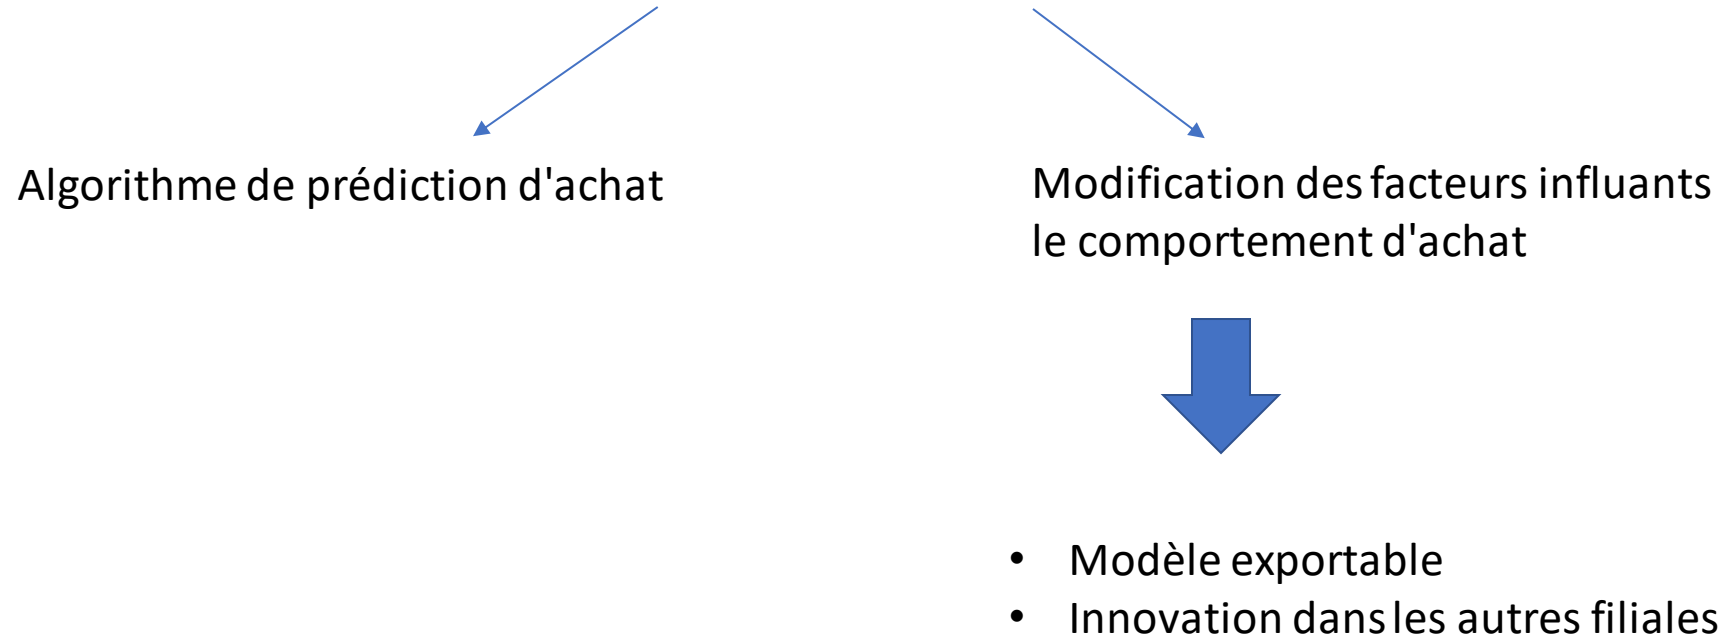 Algorithme de prédiction d'achat
Modification des facteurs influants
le comportement d'achat
• Modèle exportable
• Innovation dans les autres filiales